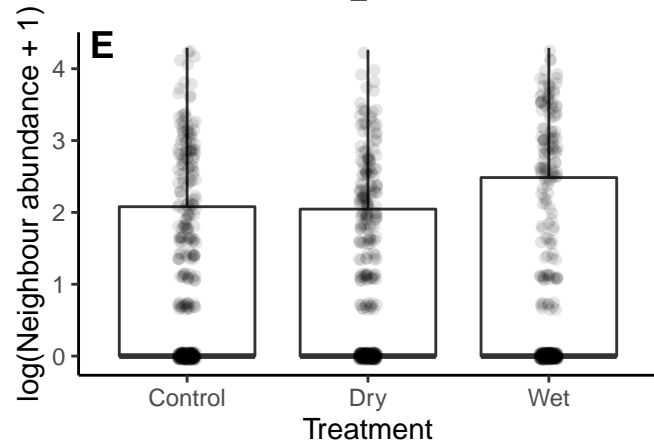 E
log(Neighbour abundance + 1)
4
3
2
1
0
Control Dry Wet
Treatment